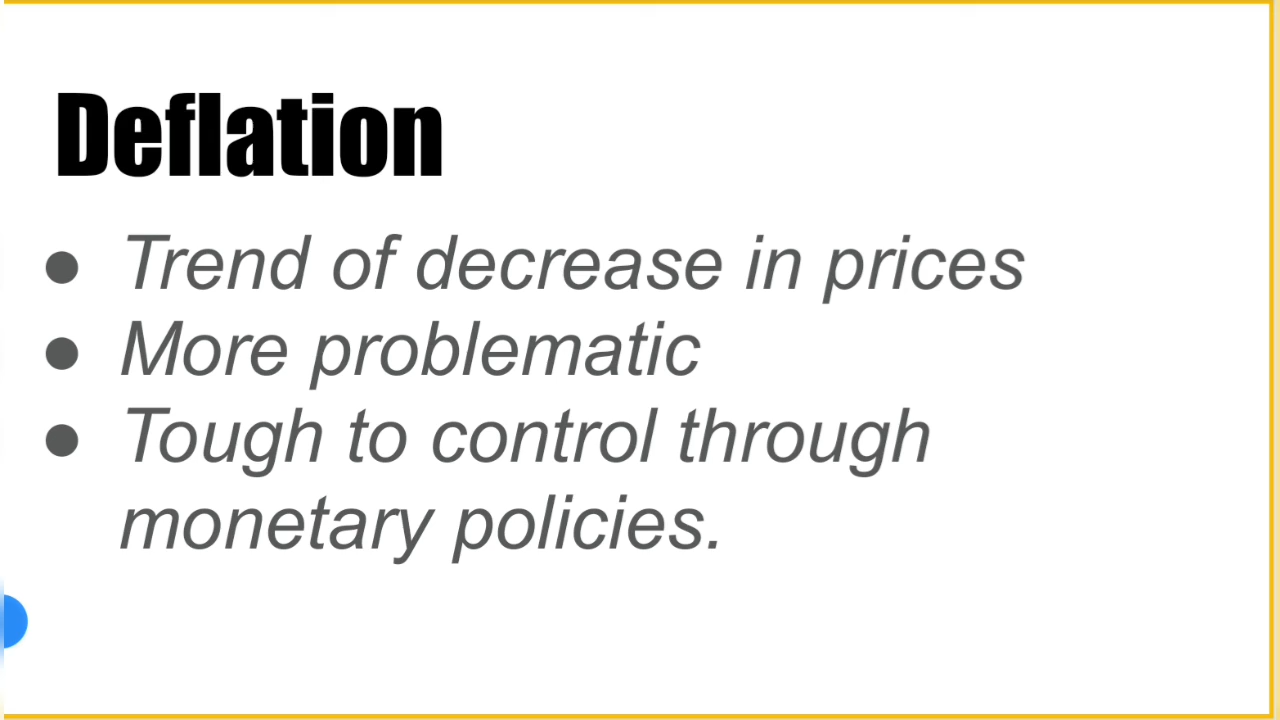 Deflation
● Trend of decrease in prices
● More problematic
● Tough to control through
monetary policies.